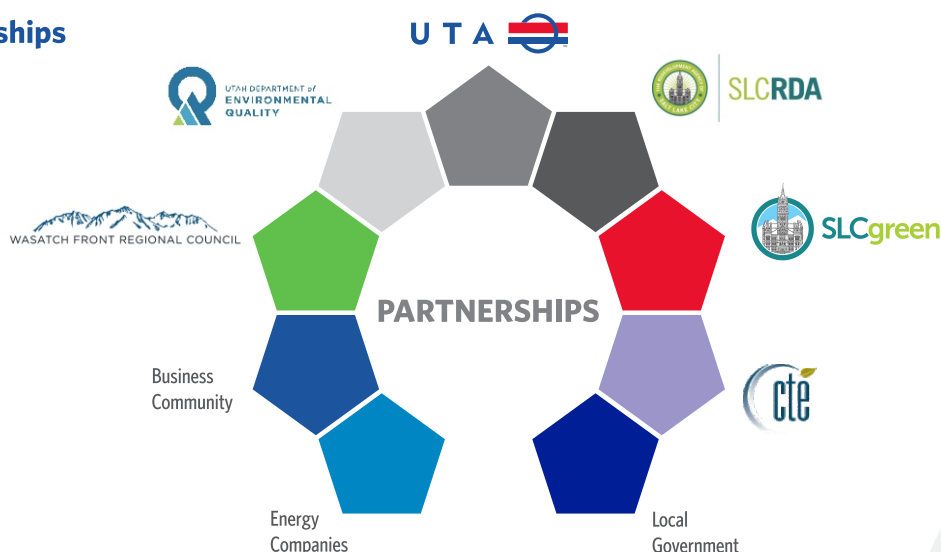 ships
UTA
UTAH DEPARTMENT of
ENVIRONMENTAL
QUALITY
SLCRDA
WASATCH FRONT REGIONAL COUNCIL
SLCgreen
PARTNERSHIPS
Business
Community
cte
Energy
Companies
Local
Government